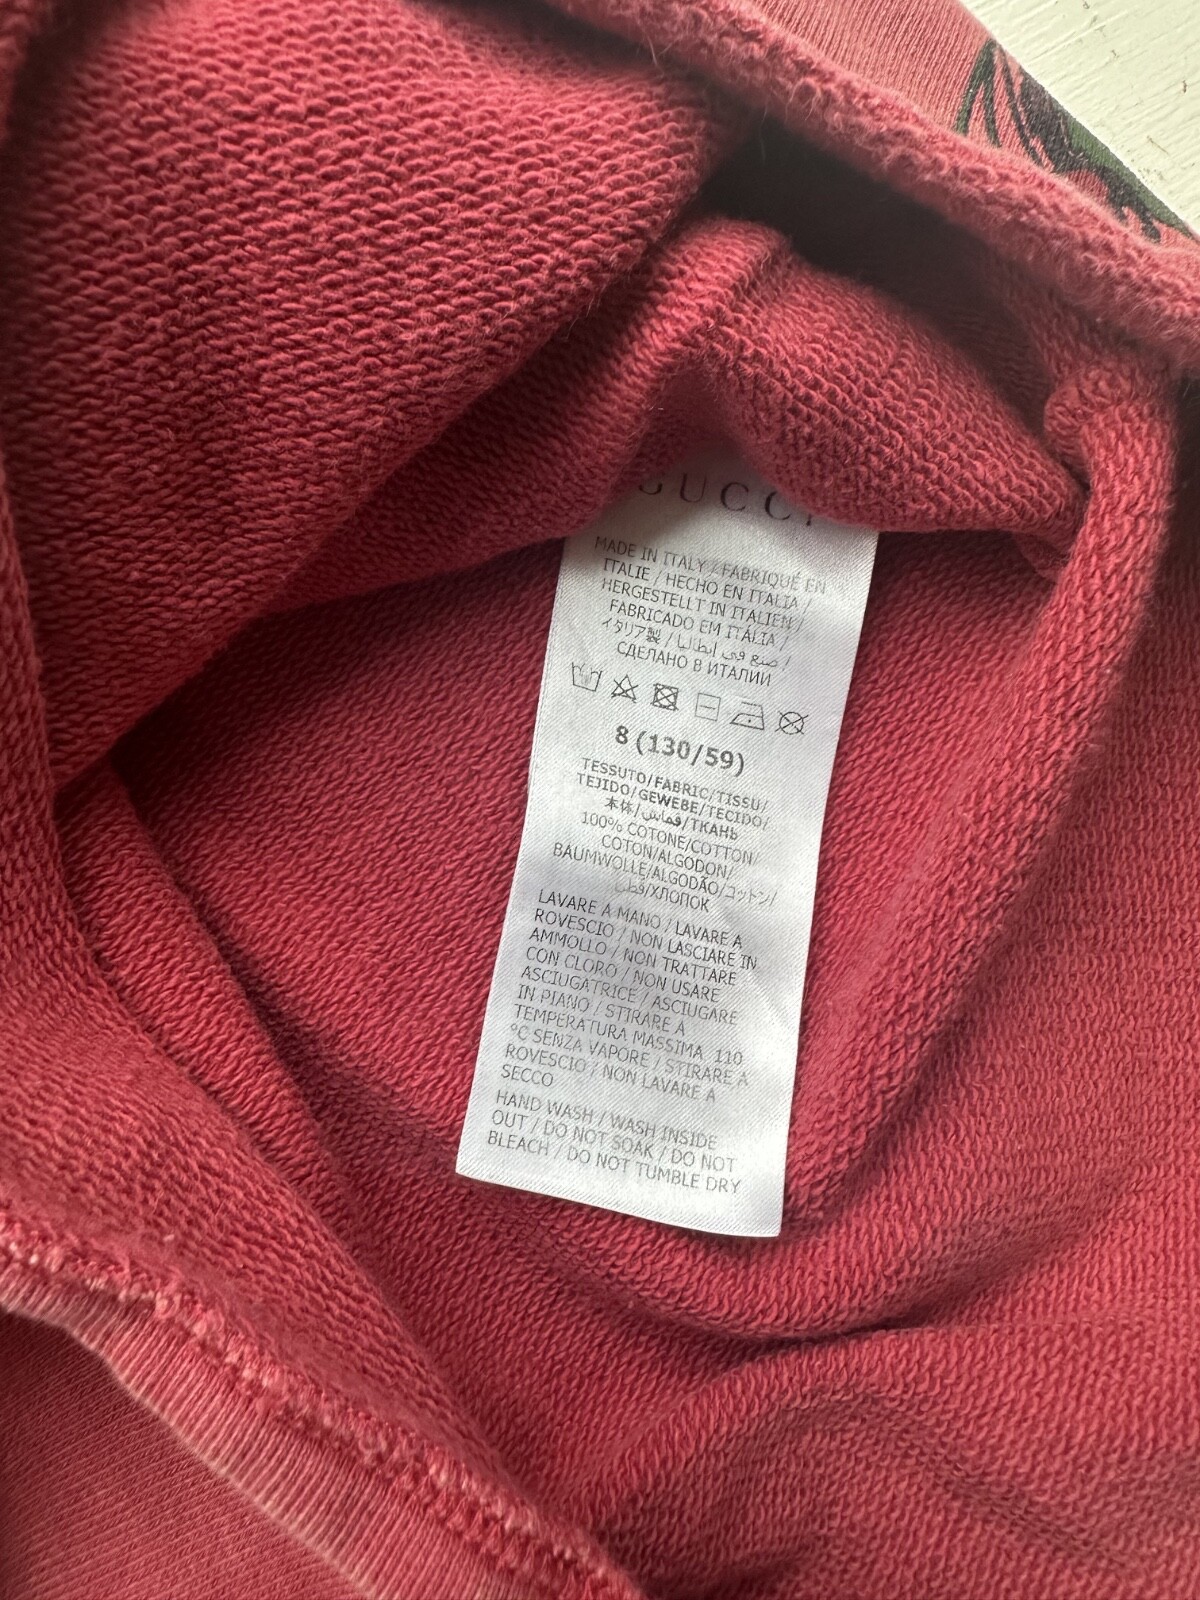 GUCCI
MADE IN ITALY / FABRIQUÉ EN
ITALIE / HECHO EN ITALIA /
HERGESTELLT IN ITALIEN /
FABRICADO EM ITÁLIA /
イタリア製 / صنع في إيطاليا /
СДЕЛАНО В ИТАЛИИ
8 (130/59)
TESSUTO/FABRIC/TISSU/
TEJIDO/GEWEBE/TECIDO/
本体/قماش/ТКАНЬ
100% COTONE/COTTON/
COTON/ALGODON/
BAUMWOLLE/ALGODÃO/コットン/
قطن/ХЛОПОК
LAVARE A MANO / LAVARE A
ROVESCIO / NON LASCIARE IN
AMMOLLO / NON TRATTARE
CON CLORO / NON USARE
ASCIUGATRICE / ASCIUGARE
IN PIANO / STIRARE A
TEMPERATURA MASSIMA 110
°C SENZA VAPORE / STIRARE A
ROVESCIO / NON LAVARE A
SECCO
HAND WASH / WASH INSIDE
OUT / DO NOT SOAK / DO NOT
BLEACH / DO NOT TUMBLE DRY